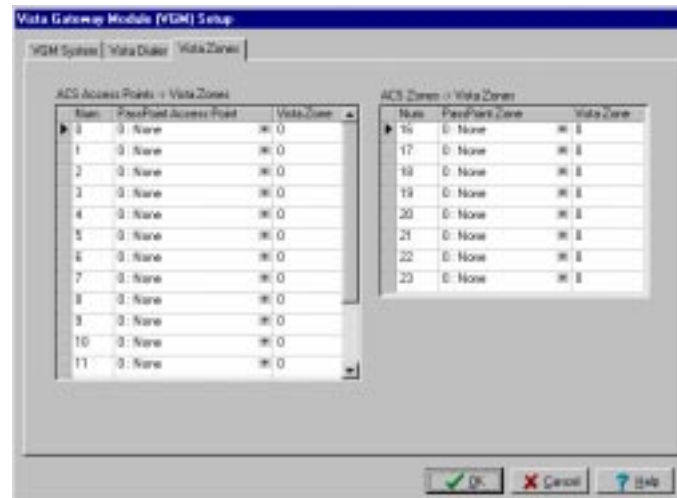 Vista Gateway Module (VGM) Setup
VGM System Vista Dialer Vista Zones
ACS Access Points -> Vista Zones
Num PassPoint Access Point Vista Zone
0 0 : None 0
1 0 : None 0
2 0 : None 0
3 0 : None 0
4 0 : None 0
5 0 : None 0
6 0 : None 0
7 0 : None 0
8 0 : None 0
9 0 : None 0
10 0 : None 0
11 0 : None 0
ACS Zones -> Vista Zones
Num PassPoint Zone Vista Zone
16 0 : None 0
17 0 : None 0
18 0 : None 0
19 0 : None 0
20 0 : None 0
21 0 : None 0
22 0 : None 0
23 0 : None 0
OK Cancel Help